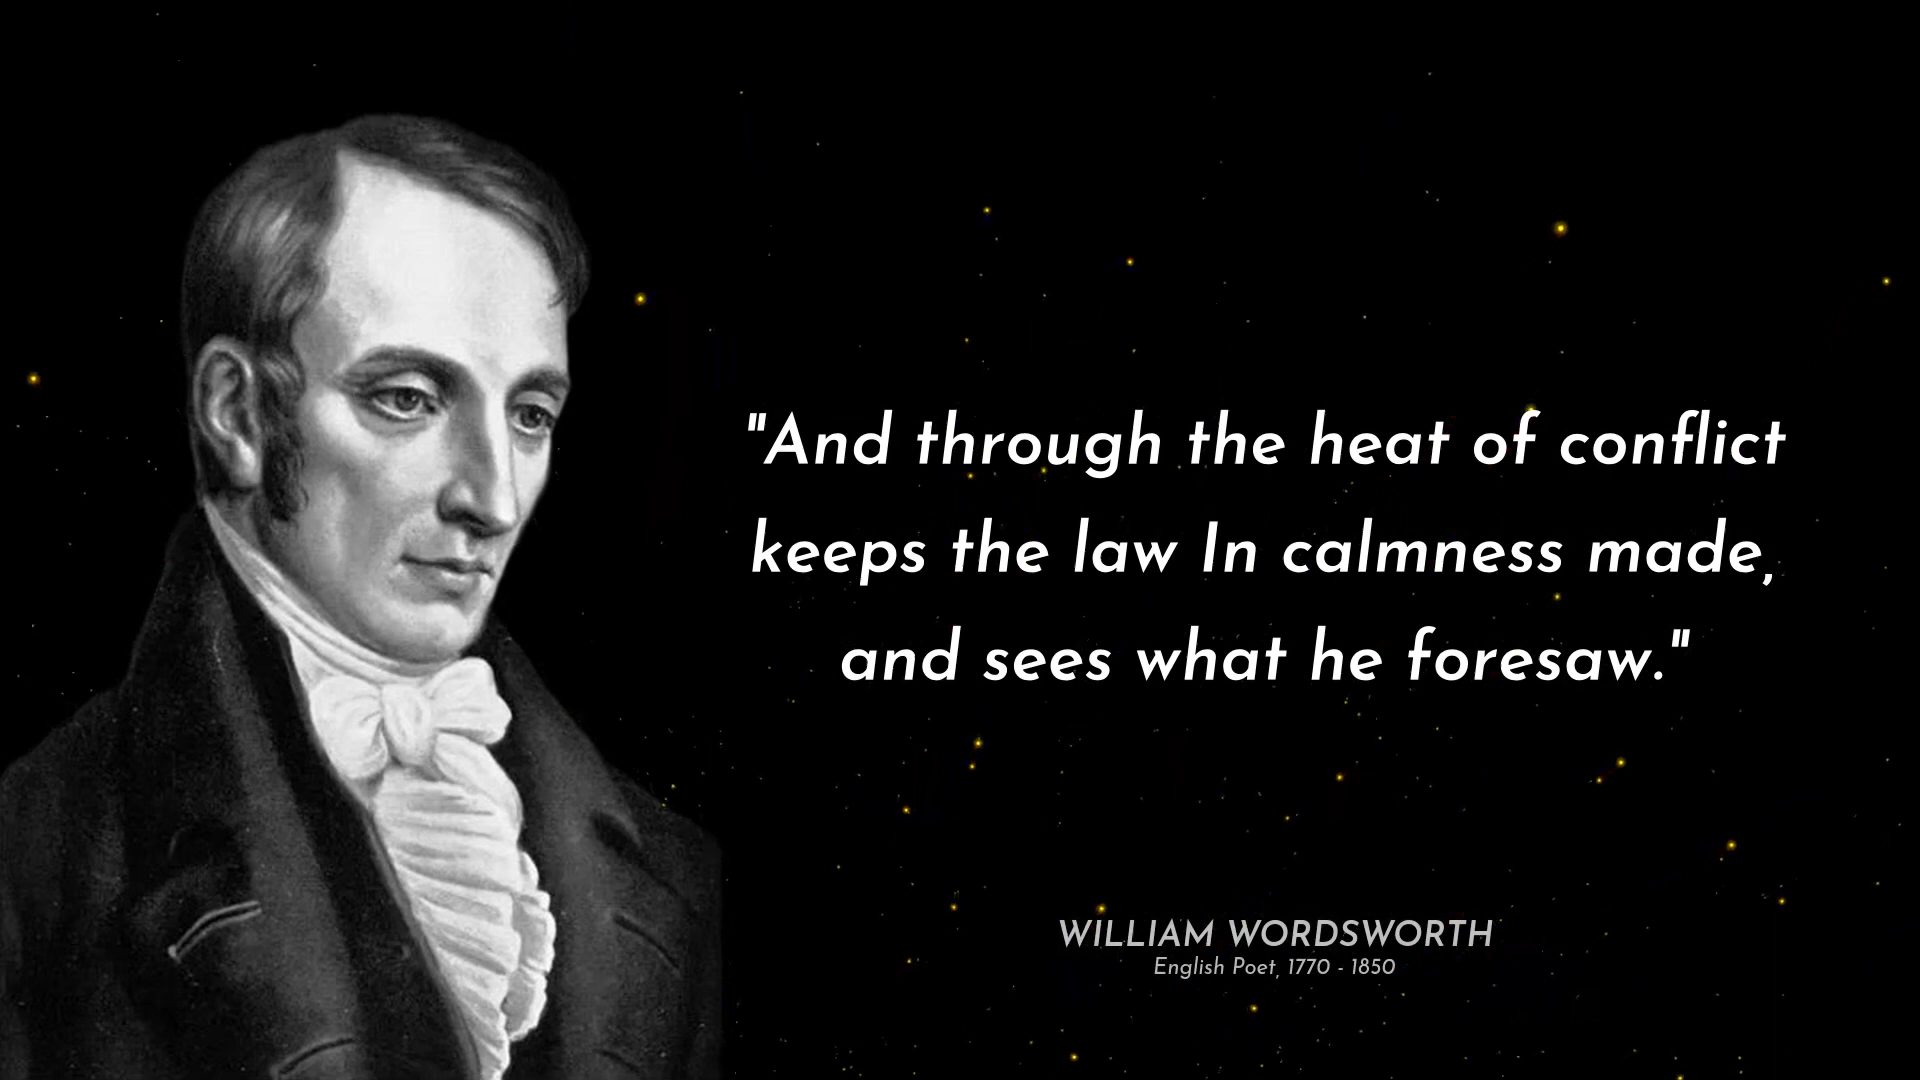 "And through the heat of conflict
keeps the law In calmness made,
and sees what he foresaw."
WILLIAM WORDSWORTH
English Poet, 1770 - 1850